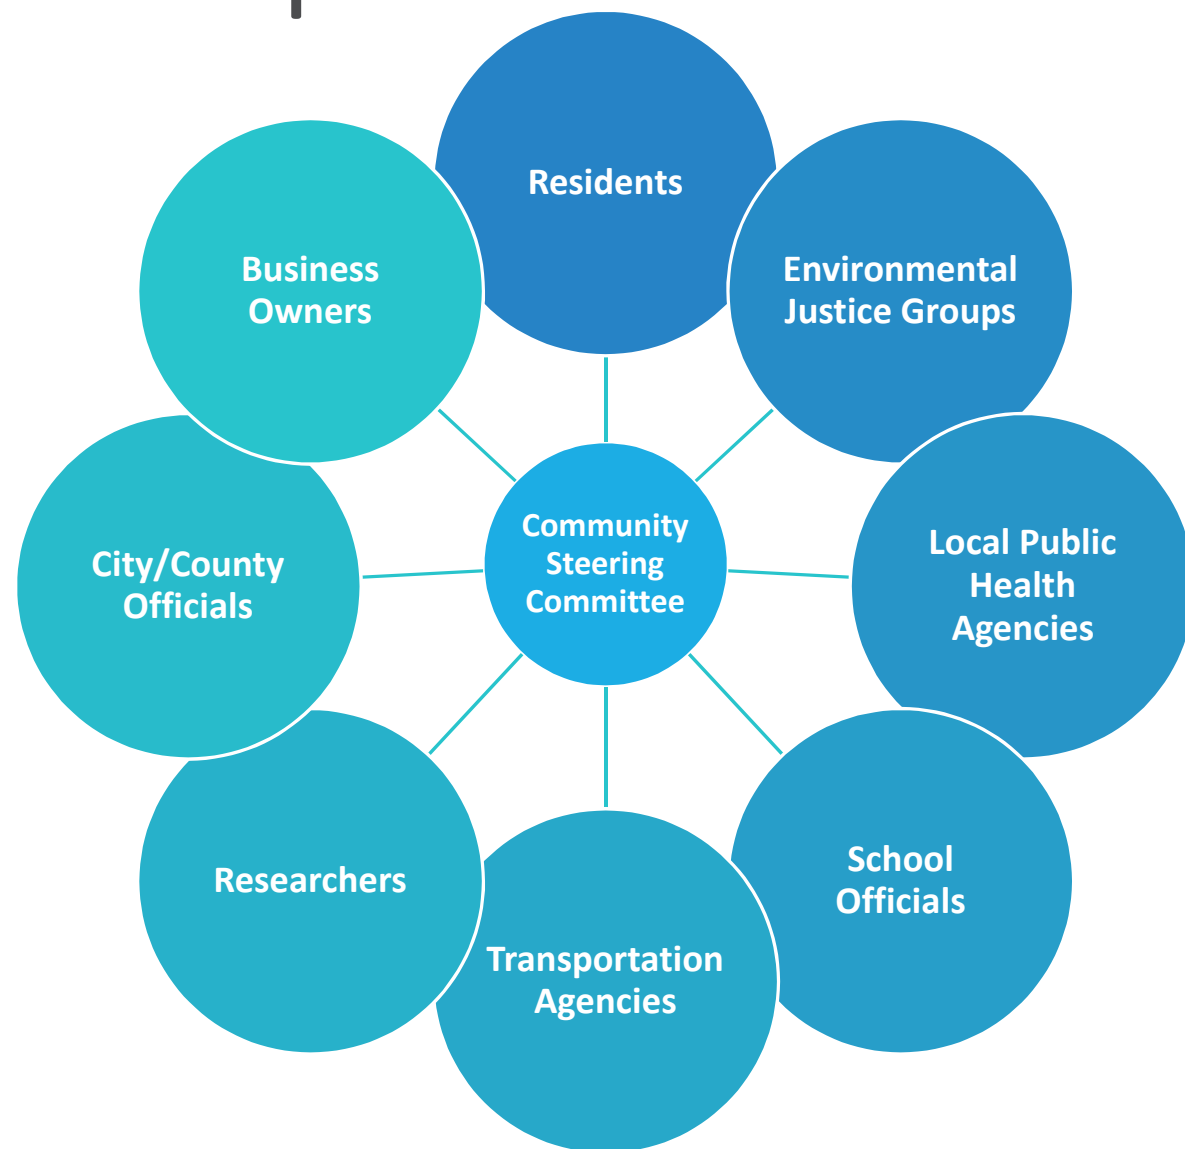 Residents
Environmental
Justice Groups
Local Public
Health
Agencies
School
Officials
Transportation
Agencies
Researchers
City/County
Officials
Business
Owners
Community
Steering
Committee